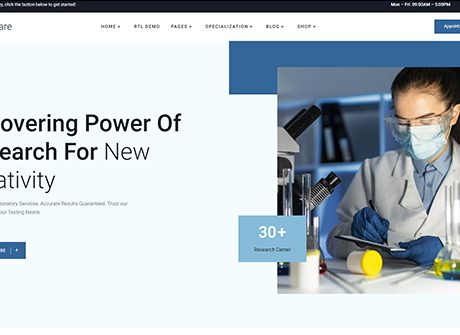 y, click the button below to get started!
Mon – Fri: 09:00AM – 5:00PM
are
HOME + RTL DEMO PAGES + SPECIALIZATION + BLOG + SHOP +
Appoint
overing Power Of
earch For New
ativity
boratory Services, Accurate Results Guaranteed. Trust our
our Testing Needs.
RE | +
30+
Research Center